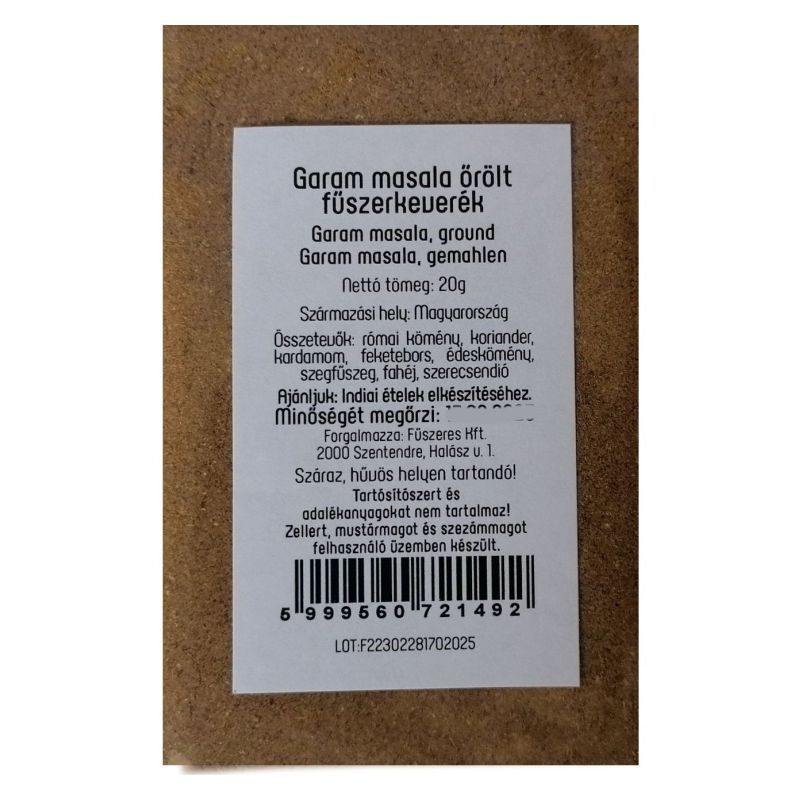 Garam masala őrölt
fűszerkeverék
Garam masala, ground
Garam masala, gemahlen
Nettó tömeg: 20g
Származási hely: Magyarország
Összetevők: római kömény, koriander,
kardamom, feketebors, édeskömény,
szegfűszeg, fahéj, szerecsendió
Ajánljuk: Indiai ételek elkészítéséhez.
Minőségét megőrzi:
Forgalmazza: Fűszeres Kft.
2000 Szentendre, Halász u. 1.
Száraz, hűvös helyen tartandó!
Tartósítószert és
adalékanyagokat nem tartalmaz!
Zellert, mustármagot és szezámmagot
felhasználó üzemben készült.
5 999560 721492
LOT:F22302281702025